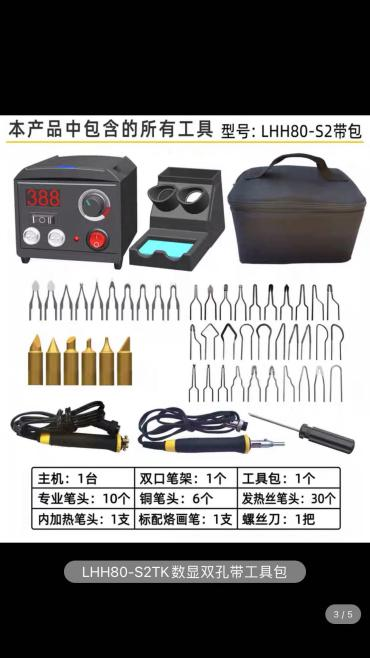 本产品中包含的所有工具 型号: LHH80-S2带包
388
主机：1台 双口笔架：1个 工具包：1个
专业笔头：10个 铜笔头：6个 发热丝笔头：30个
内加热笔头：1支 标配烙画笔：1支 螺丝刀：1把
LHH80-S2TK数显双孔带工具包
3 / 5